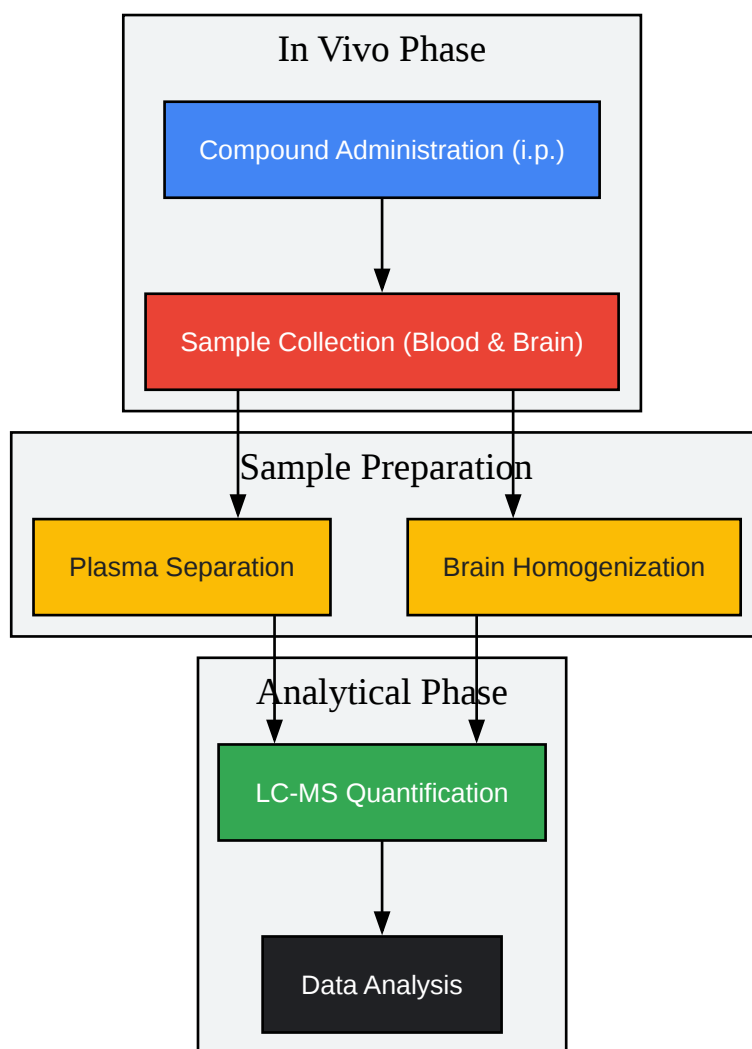 In Vivo Phase
Compound Administration (i.p.)
Sample Collection (Blood & Brain)
Sample Preparation
Plasma Separation
Brain Homogenization
Analytical Phase
LC-MS Quantification
Data Analysis